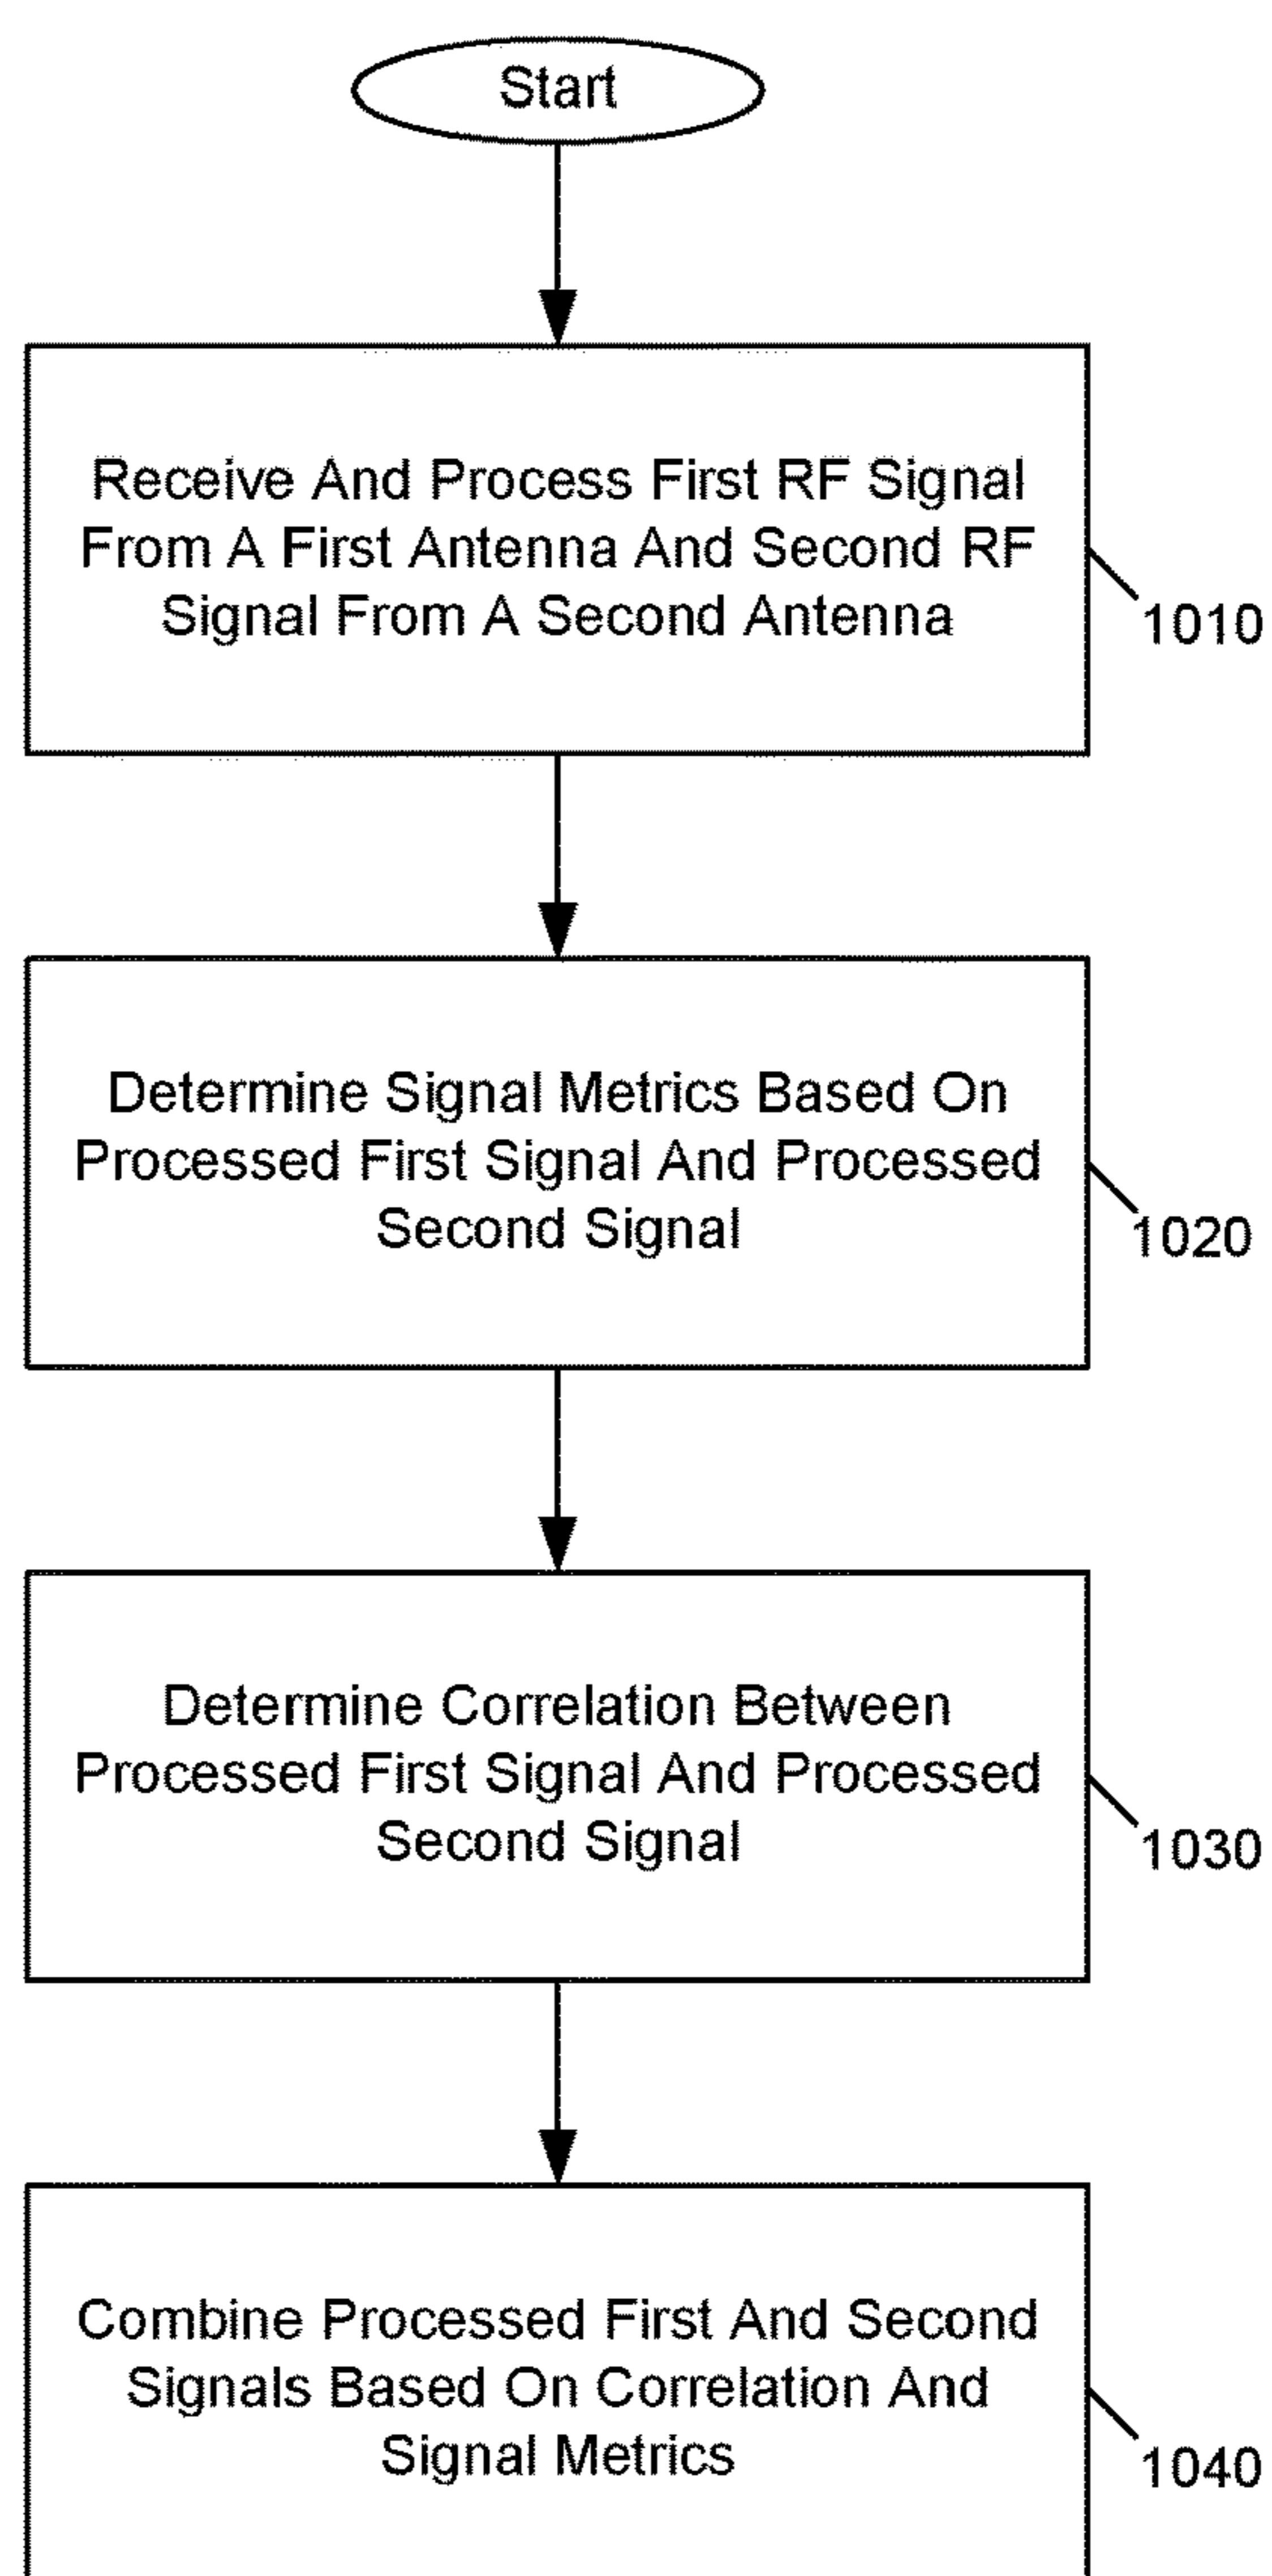 Start
Receive And Process First RF Signal
From A First Antenna And Second RF
Signal From A Second Antenna
1010
Determine Signal Metrics Based On
Processed First Signal And Processed
Second Signal
1020
Determine Correlation Between
Processed First Signal And Processed
Second Signal
1030
Combine Processed First And Second
Signals Based On Correlation And
Signal Metrics
1040